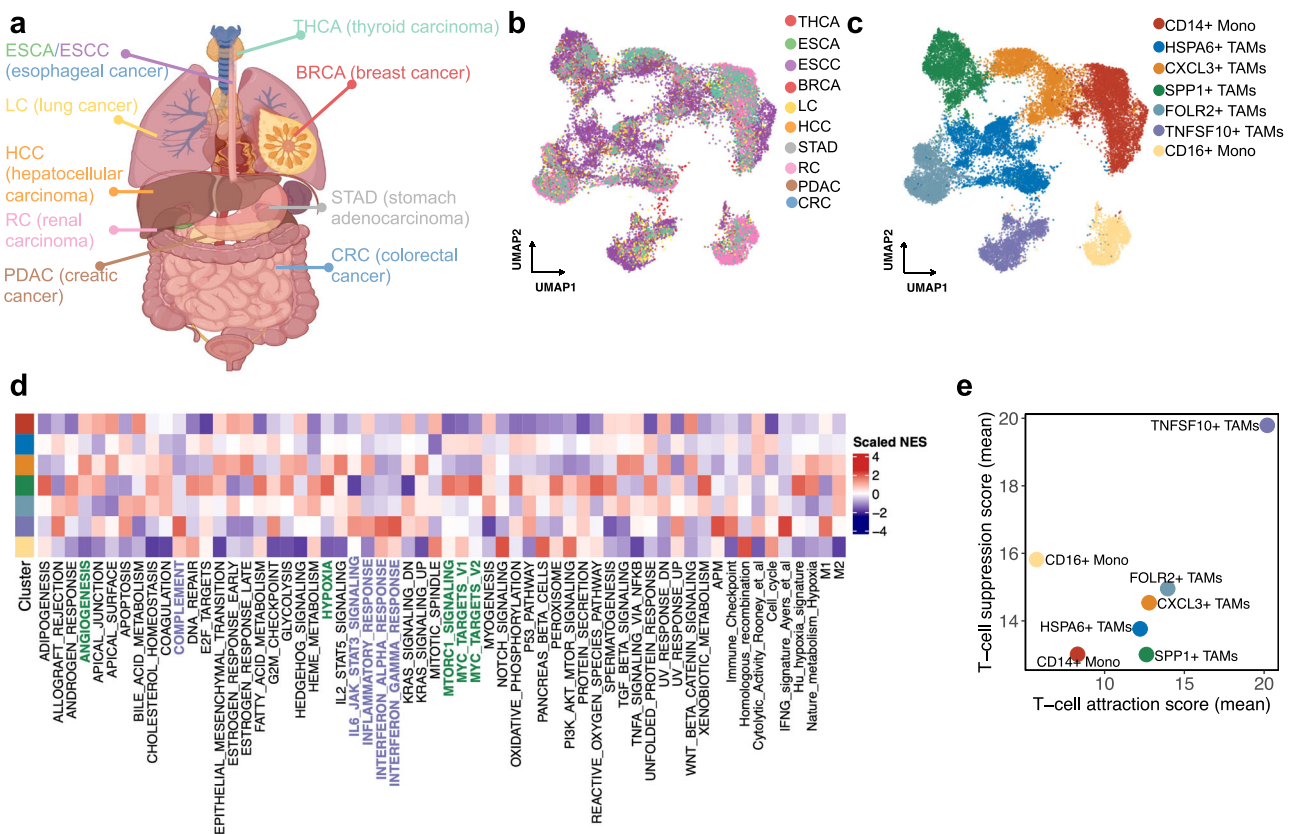 a
THCA (thyroid carcinoma)
ESCA/ESCC
(esophageal cancer)
BRCA (breast cancer)
LC (lung cancer)
HCC
(hepatocellular
carcinoma)
STAD (stomach
adenocarcinoma)
RC (renal
carcinoma)
CRC (colorectal
cancer)
PDAC (creatic
cancer)
b
THCA
ESCA
ESCC
BRCA
LC
HCC
STAD
RC
PDAC
CRC
UMAP2
UMAP1
c
CD14+ Mono
HSPA6+ TAMs
CXCL3+ TAMs
SPP1+ TAMs
FOLR2+ TAMs
TNFSF10+ TAMs
CD16+ Mono
UMAP2
UMAP1
d
Scaled NES
4
2
0
−2
−4
Cluster
ADIPOGENESIS
ALLOGRAFT_REJECTION
ANDROGEN_RESPONSE
ANGIOGENESIS
APICAL_JUNCTION
APICAL_SURFACE
APOPTOSIS
BILE_ACID_METABOLISM
CHOLESTEROL_HOMEOSTASIS
COAGULATION
COMPLEMENT
DNA_REPAIR
E2F_TARGETS
EPITHELIAL_MESENCHYMAL_TRANSITION
ESTROGEN_RESPONSE_EARLY
ESTROGEN_RESPONSE_LATE
FATTY_ACID_METABOLISM
G2M_CHECKPOINT
GLYCOLYSIS
HEDGEHOG_SIGNALING
HEME_METABOLISM
HYPOXIA
IL2_STAT5_SIGNALING
IL6_JAK_STAT3_SIGNALING
INFLAMMATORY_RESPONSE
INTERFERON_ALPHA_RESPONSE
INTERFERON_GAMMA_RESPONSE
KRAS_SIGNALING_DN
KRAS_SIGNALING_UP
MITOTIC_SPINDLE
MTORC1_SIGNALING
MYC_TARGETS_V1
MYC_TARGETS_V2
MYOGENESIS
NOTCH_SIGNALING
OXIDATIVE_PHOSPHORYLATION
P53_PATHWAY
PANCREAS_BETA_CELLS
PEROXISOME
PI3K_AKT_MTOR_SIGNALING
PROTEIN_SECRETION
REACTIVE_OXYGEN_SPECIES_PATHWAY
SPERMATOGENESIS
TGF_BETA_SIGNALING
TNFA_SIGNALING_VIA_NFKB
UNFOLDED_PROTEIN_RESPONSE
UV_RESPONSE_DN
UV_RESPONSE_UP
WNT_BETA_CATENIN_SIGNALING
XENOBIOTIC_METABOLISM
APM
Immune_Checkpoint
Homologous_recombination
Cytolytic_Activity_Rooney_et_al
Cell_cycle
IFNG_signature_Ayers_et_al
Hu_hypoxia_signature
Nature_metabolism_Hypoxia
M1
M2
e
T−cell suppression score (mean)
20
18
16
14
TNFSF10+ TAMs
CD16+ Mono
FOLR2+ TAMs
CXCL3+ TAMs
HSPA6+ TAMs
CD14+ Mono
SPP1+ TAMs
10
15
20
T−cell attraction score (mean)